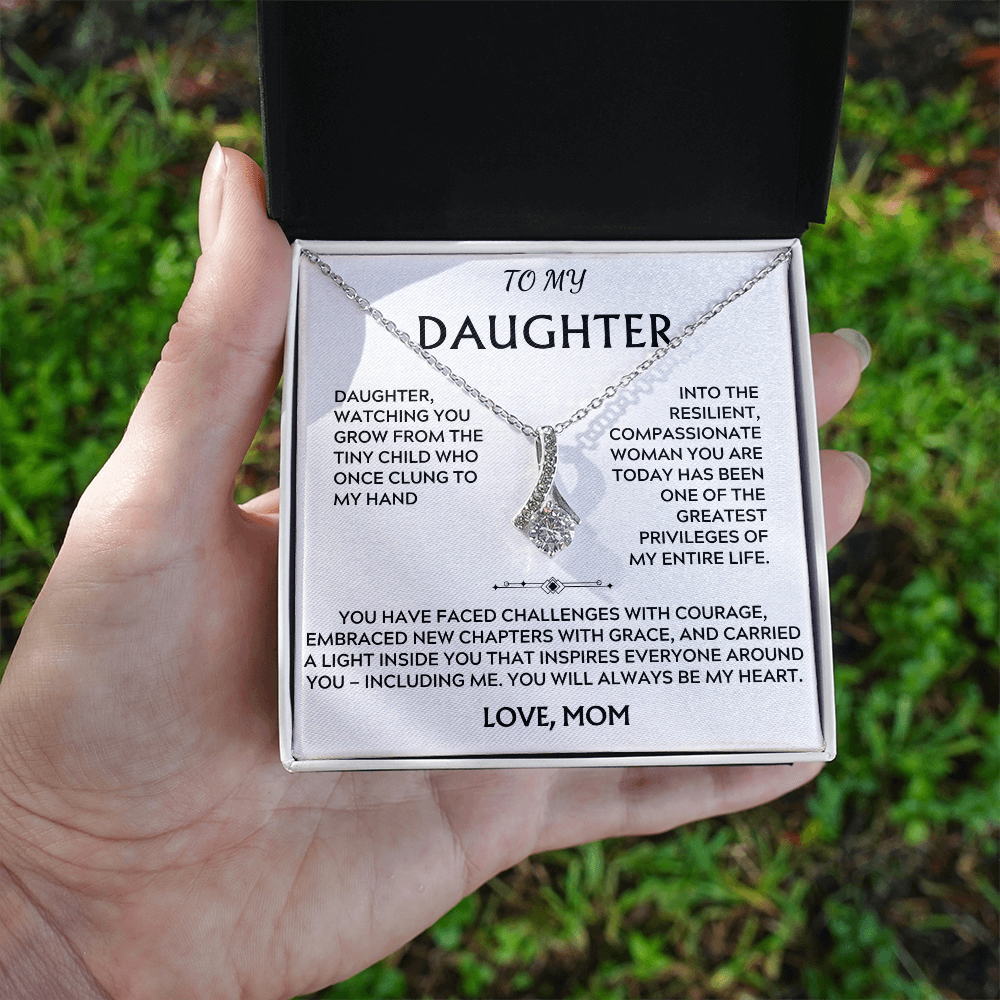 TO MY
DAUGHTER
DAUGHTER,
WATCHING YOU
GROW FROM THE
TINY CHILD WHO
ONCE CLUNG TO
MY HAND
INTO THE
RESILIENT,
COMPASSIONATE
WOMAN YOU ARE
TODAY HAS BEEN
ONE OF THE
GREATEST
PRIVILEGES OF
MY ENTIRE LIFE.
YOU HAVE FACED CHALLENGES WITH COURAGE,
EMBRACED NEW CHAPTERS WITH GRACE, AND CARRIED
A LIGHT INSIDE YOU THAT INSPIRES EVERYONE AROUND
YOU – INCLUDING ME. YOU WILL ALWAYS BE MY HEART.
LOVE, MOM